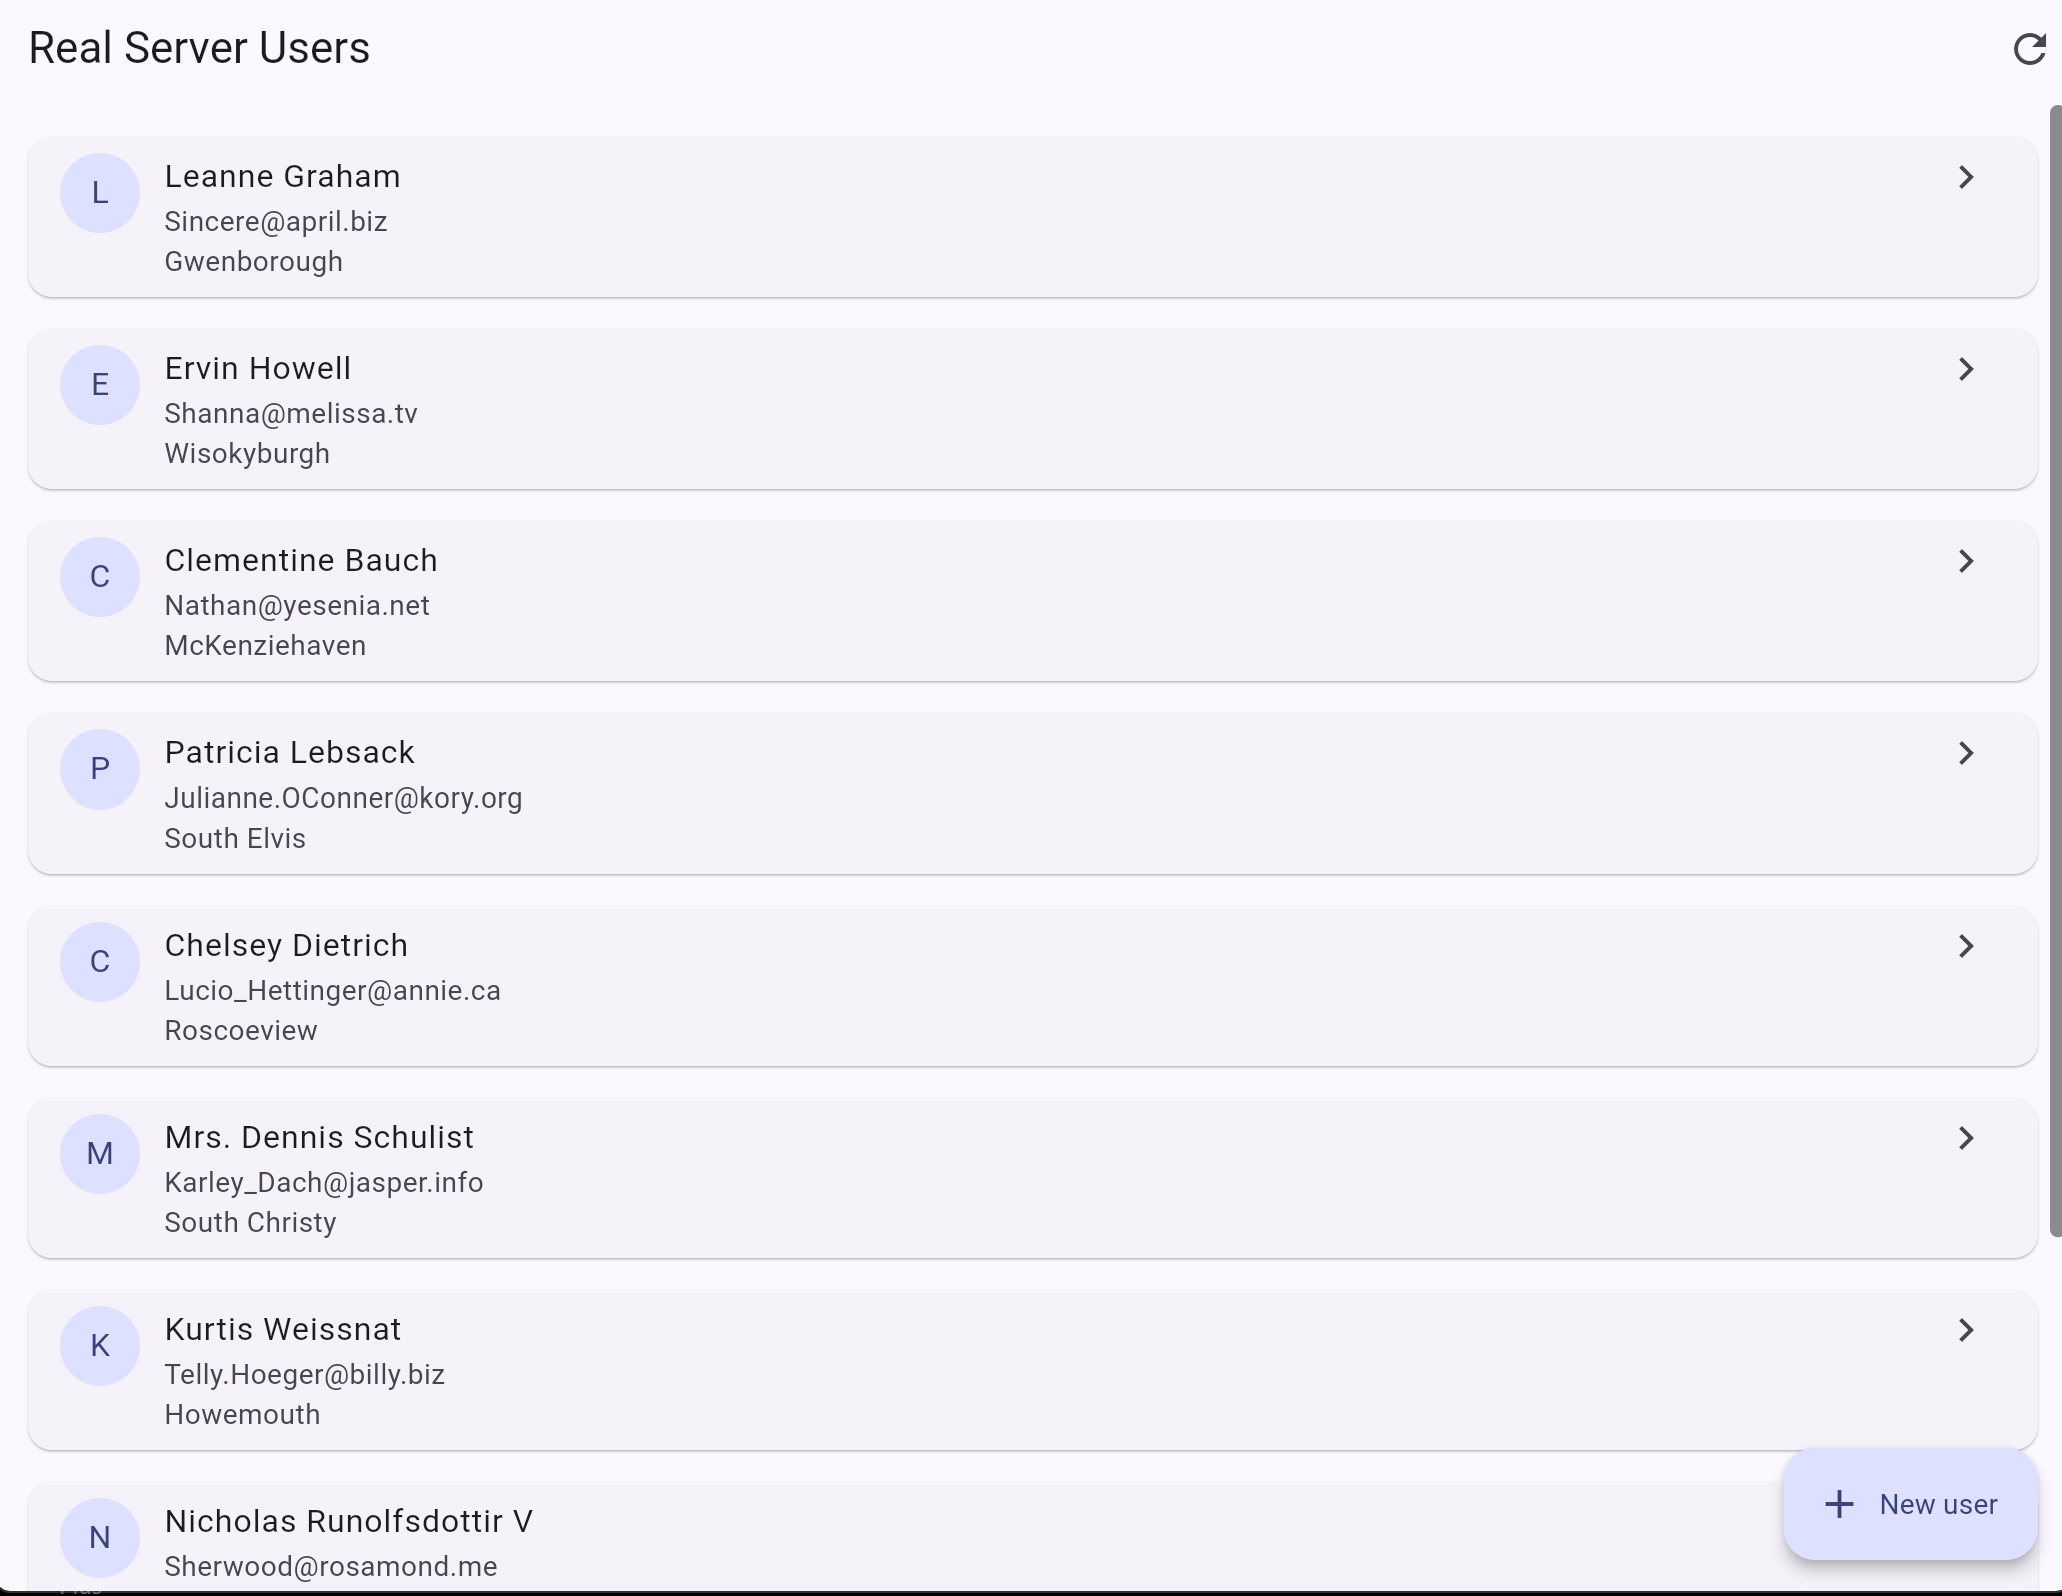 Real Server Users
L
Leanne Graham
Sincere@april.biz
Gwenborough
E
Ervin Howell
Shanna@melissa.tv
Wisokyburgh
C
Clementine Bauch
Nathan@yesenia.net
McKenziehaven
P
Patricia Lebsack
Julianne.OConner@kory.org
South Elvis
C
Chelsey Dietrich
Lucio_Hettinger@annie.ca
Roscoeview
M
Mrs. Dennis Schulist
Karley_Dach@jasper.info
South Christy
K
Kurtis Weissnat
Telly.Hoeger@billy.biz
Howemouth
N
Nicholas Runolfsdottir V
Sherwood@rosamond.me
New user